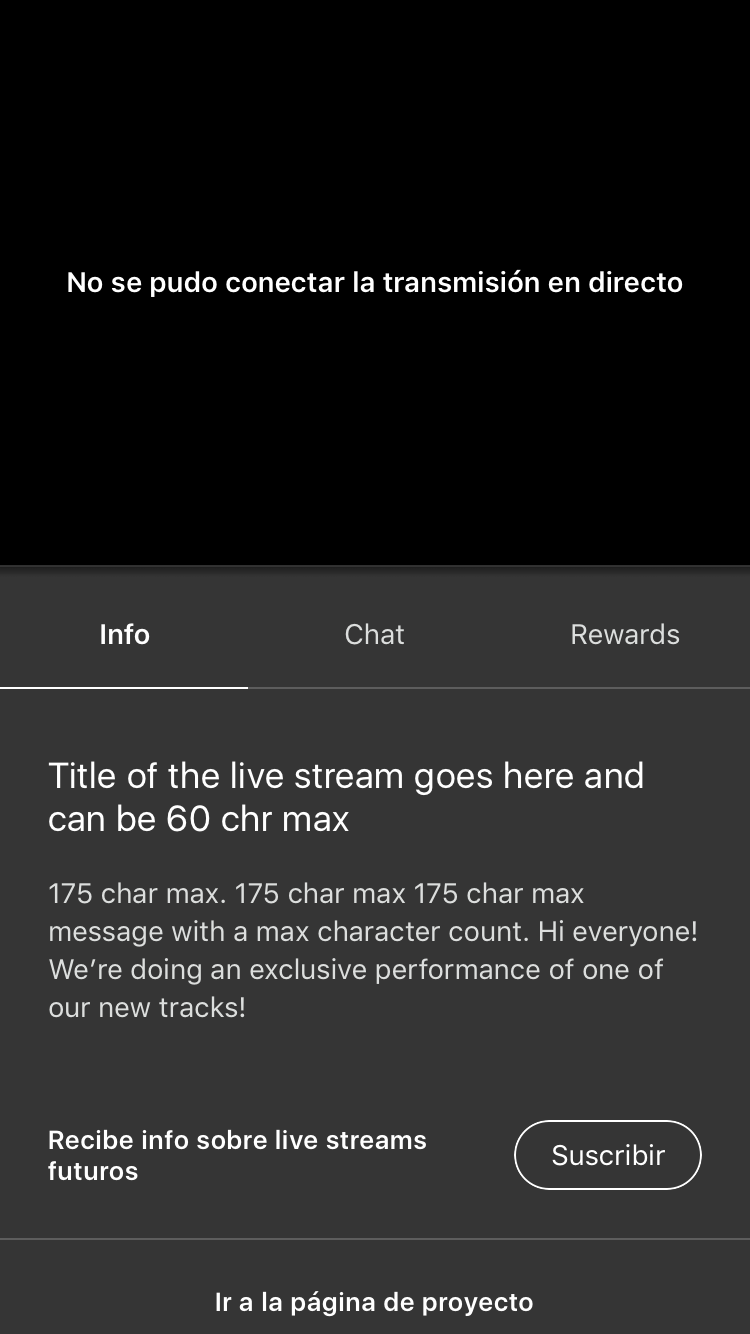 No se pudo conectar la transmisión en directo
Info
Chat
Rewards
Title of the live stream goes here and
can be 60 chr max
175 char max. 175 char max 175 char max
message with a max character count. Hi everyone!
We’re doing an exclusive performance of one of
our new tracks!
Recibe info sobre live streams
futuros
Suscribir
Ir a la página de proyecto